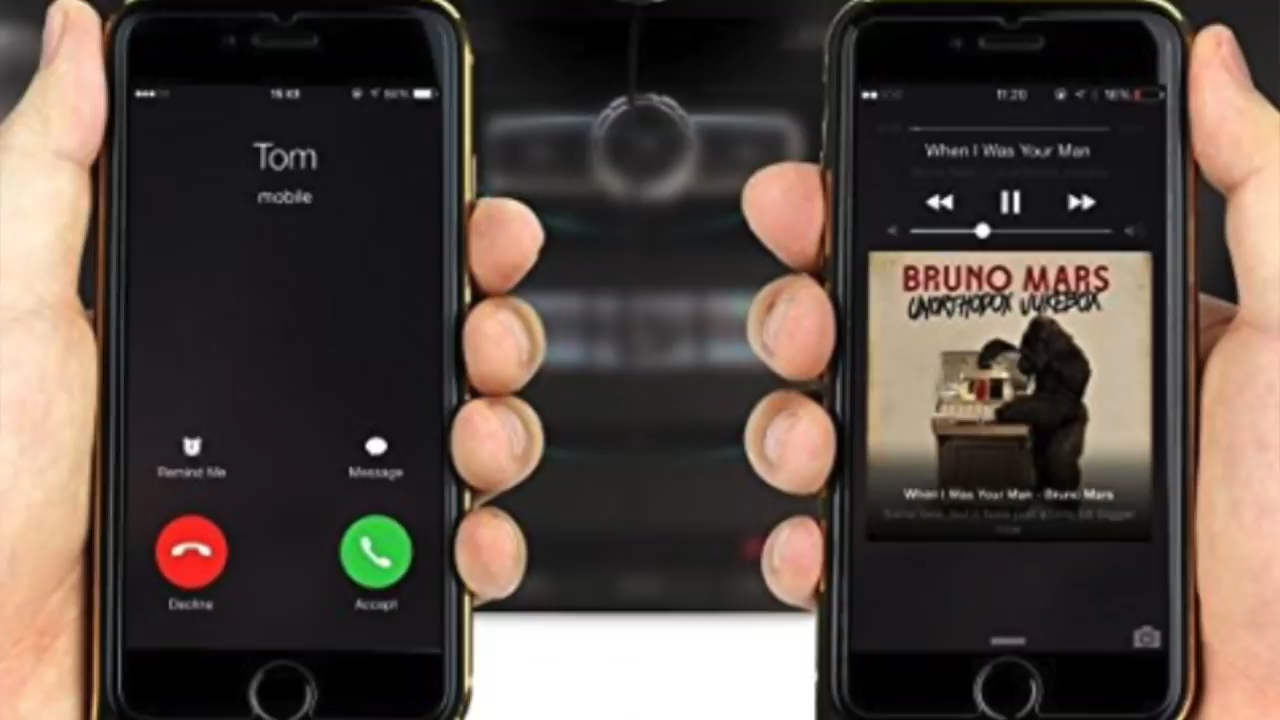 Tom
mobile
Remind Me
Message
Decline
Accept
11:20
When I Was Your Man
BRUNO MARS
UNORTHODOX JUKEBOX
When I Was Your Man - Bruno Mars